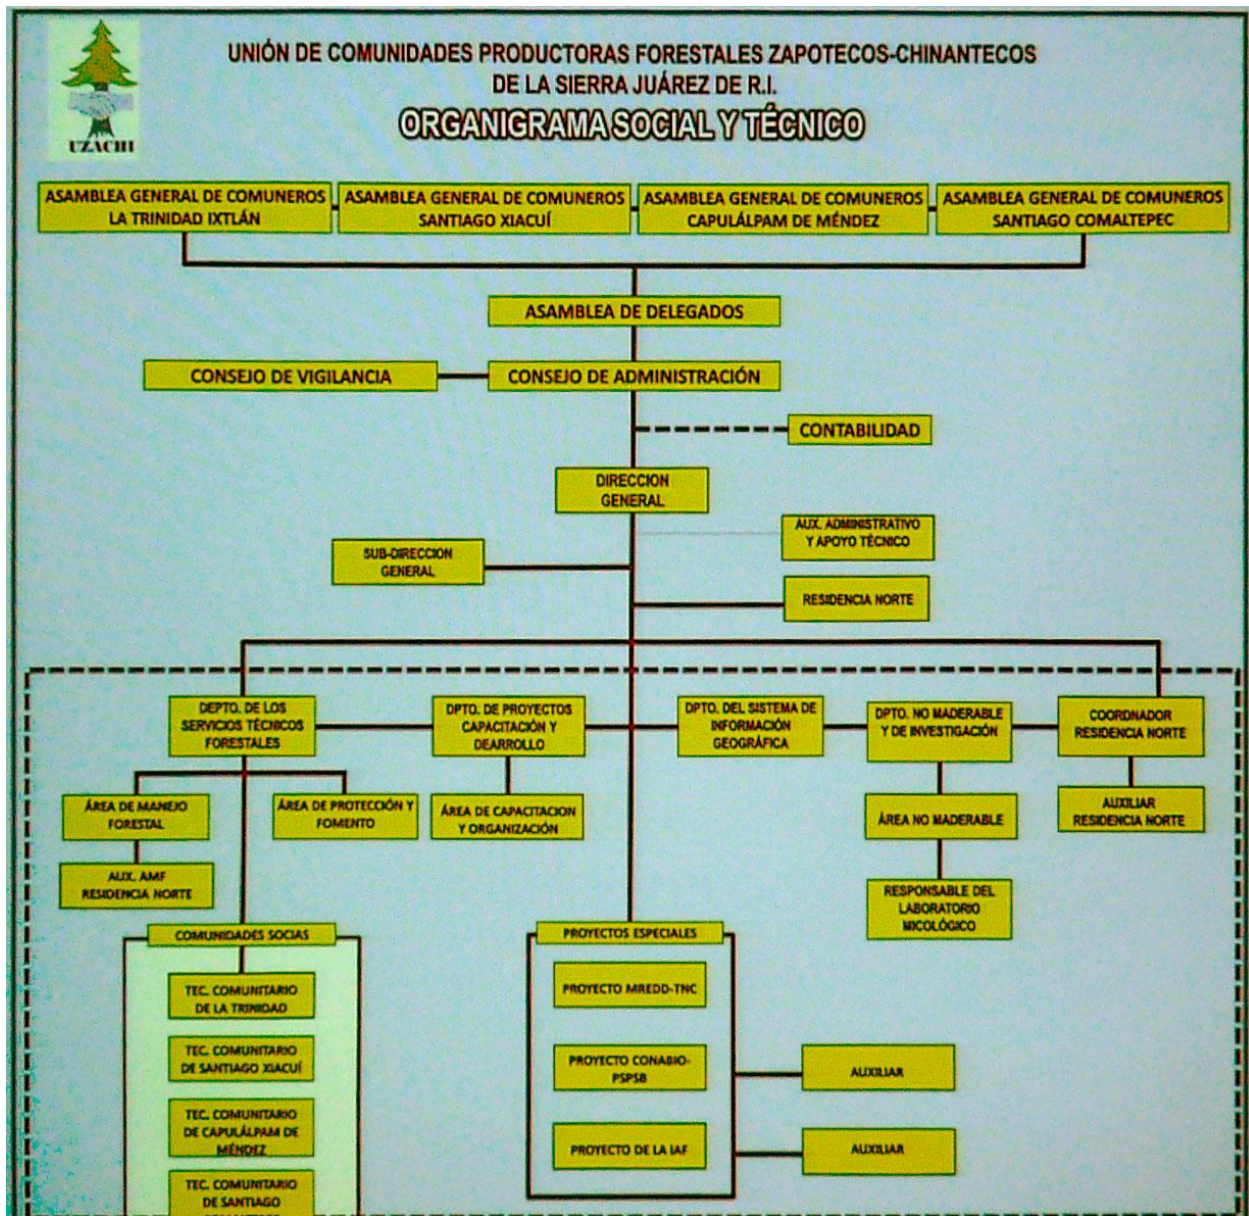 UNIÓN DE COMUNIDADES PRODUCTORAS FORESTALES ZAPOTECOS-CHINANTECOS
DE LA SIERRA JUÁREZ DE R.I.
ORGANIGRAMA SOCIAL Y TÉCNICO
UZACHI
ASAMBLEA GENERAL DE COMUNEROS
LA TRINIDAD IXTLÁN
ASAMBLEA GENERAL DE COMUNEROS
SANTIAGO XIACUÍ
ASAMBLEA GENERAL DE COMUNEROS
CAPULÁLPAM DE MÉNDEZ
ASAMBLEA GENERAL DE COMUNEROS
SANTIAGO COMALTEPEC
ASAMBLEA DE DELEGADOS
CONSEJO DE VIGILANCIA
CONSEJO DE ADMINISTRACIÓN
CONTABILIDAD
DIRECCION
GENERAL
AUX. ADMINISTRATIVO
Y APOYO TÉCNICO
SUB-DIRECCION
GENERAL
RESIDENCIA NORTE
DEPTO. DE LOS
SERVICIOS TÉCNICOS
FORESTALES
DPTO. DE PROYECTOS
CAPACITACIÓN Y
DEARROLLO
DPTO. DEL SISTEMA DE
INFORMACIÓN
GEOGRÁFICA
DPTO. NO MADERABLE
Y DE INVESTIGACIÓN
COORDNADOR
RESIDENCIA NORTE
ÁREA DE MANEJO
FORESTAL
ÁREA DE PROTECCIÓN Y
FOMENTO
ÁREA DE CAPACITACION
Y ORGANIZACIÓN
ÁREA NO MADERABLE
AUXILIAR
RESIDENCIA NORTE
AUX. AMF
RESIDENCIA NORTE
RESPONSABLE DEL
LABORATORIO
MICOLÓGICO
COMUNIDADES SOCIAS
PROYECTOS ESPECIALES
TEC. COMUNITARIO
DE LA TRINIDAD
TEC. COMUNITARIO
DE SANTIAGO XIACUÍ
TEC. COMUNITARIO
DE CAPULÁLPAM DE
MÉNDEZ
TEC. COMUNITARIO
DE SANTIAGO
PROYECTO MREDD-TNC
PROYECTO CONABIO-
PSPSB
AUXILIAR
PROYECTO DE LA IAF
AUXILIAR